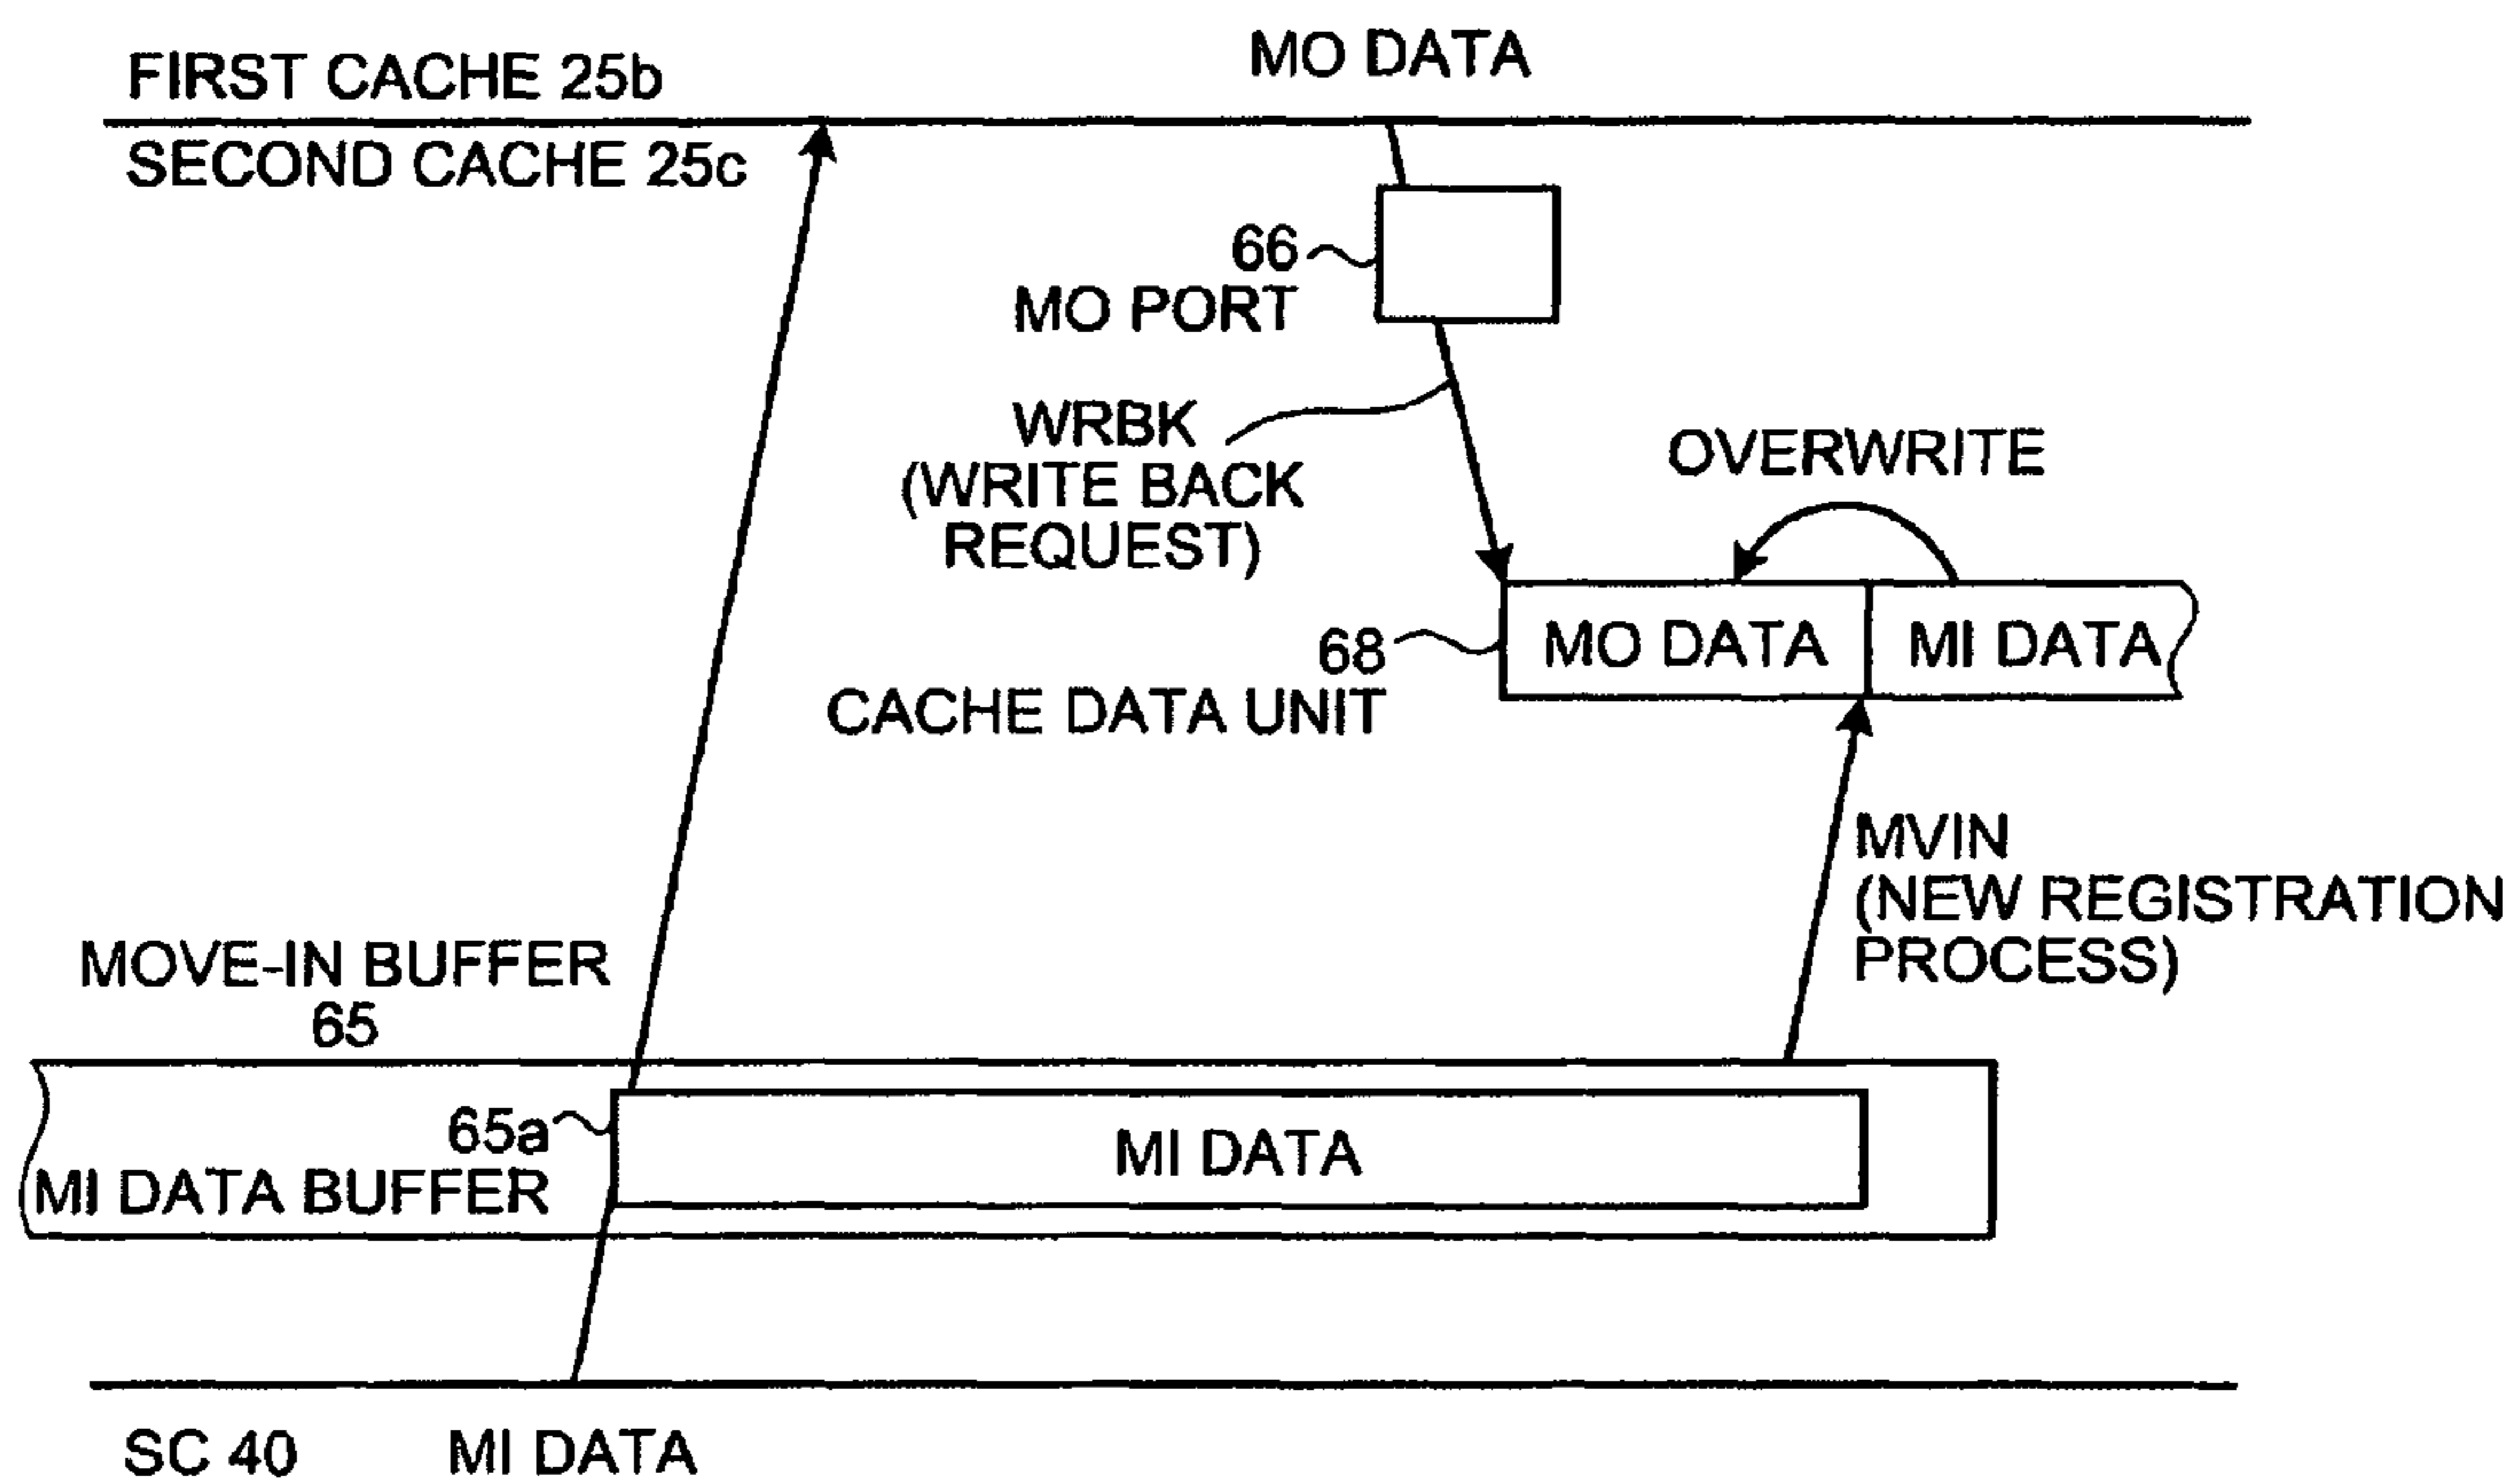 MO DATA
FIRST CACHE 25b
SECOND CACHE 25c
66
MO PORT
WRBK
(WRITE BACK
REQUEST)
OVERWRITE
MO DATA
MI DATA
68
CACHE DATA UNIT
MVIN
(NEW REGISTRATION
PROCESS)
MOVE-IN BUFFER
65
65a
MI DATA BUFFER
MI DATA
SC 40
MI DATA